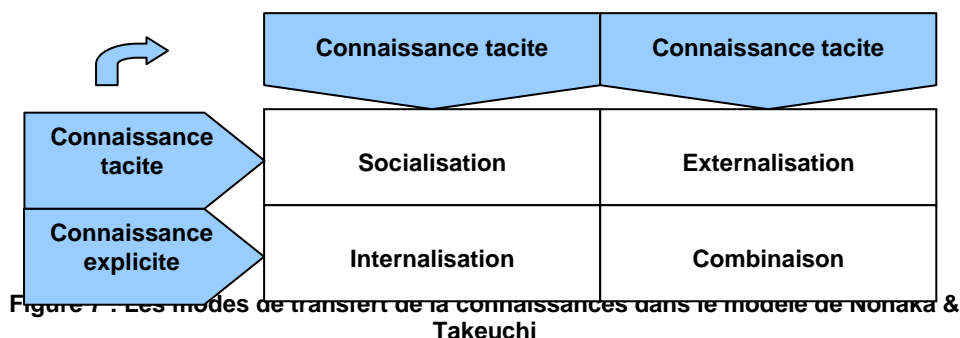 Connaissance tacite Connaissance tacite
Connaissance
tacite
Socialisation Externalisation
Connaissance
explicite
Internalisation Combinaison
Figure 7 : Les modes de transfert de la connaissances dans le modèle de Nonaka &
Takeuchi